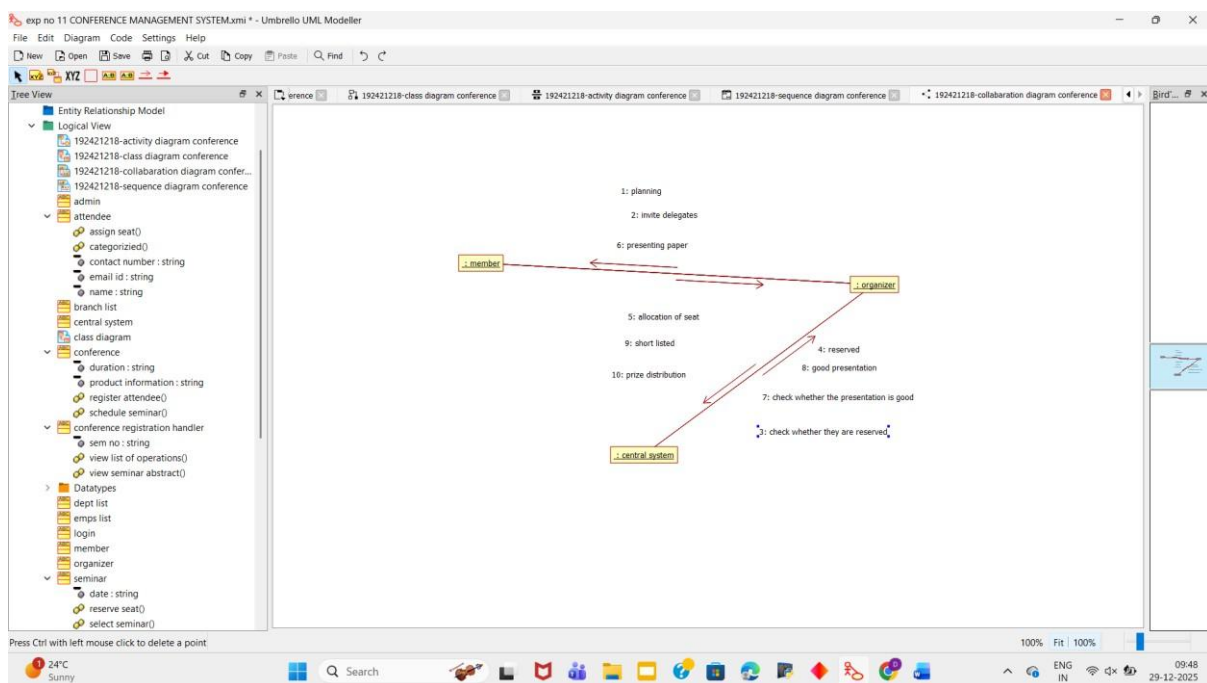 exp no 11 CONFERENCE MANAGEMENT SYSTEM.xmi * - Umbrello UML Modeller
File Edit Diagram Code Settings Help
New Open Save Cut Copy Paste Find
XYZ
Tree View
erence 192421218-class diagram conference 192421218-activity diagram conference 192421218-sequence diagram conference 192421218-collabaration diagram conference
Bird'...
Entity Relationship Model
Logical View
192421218-activity diagram conference
192421218-class diagram conference
192421218-collabaration diagram confer...
192421218-sequence diagram conference
admin
attendee
assign seat()
categorizied()
contact number : string
email id : string
name : string
branch list
central system
class diagram
conference
duration : string
product information : string
register attendee()
schedule seminar()
conference registration handler
sem no : string
view list of operations()
view seminar abstract()
Datatypes
dept list
emps list
login
member
organizer
seminar
date : string
reserve seat()
select seminar()
1: planning
2: invite delegates
6: presenting paper
: member
: organizer
5: allocation of seat
9: short listed
4: reserved
8: good presentation
10: prize distribution
7: check whether the presentation is good
3: check whether they are reserved
: central system
Press Ctrl with left mouse click to delete a point
100% Fit 100%
1
24°C
Sunny
Search
ENG
IN
09:48
29-12-2025